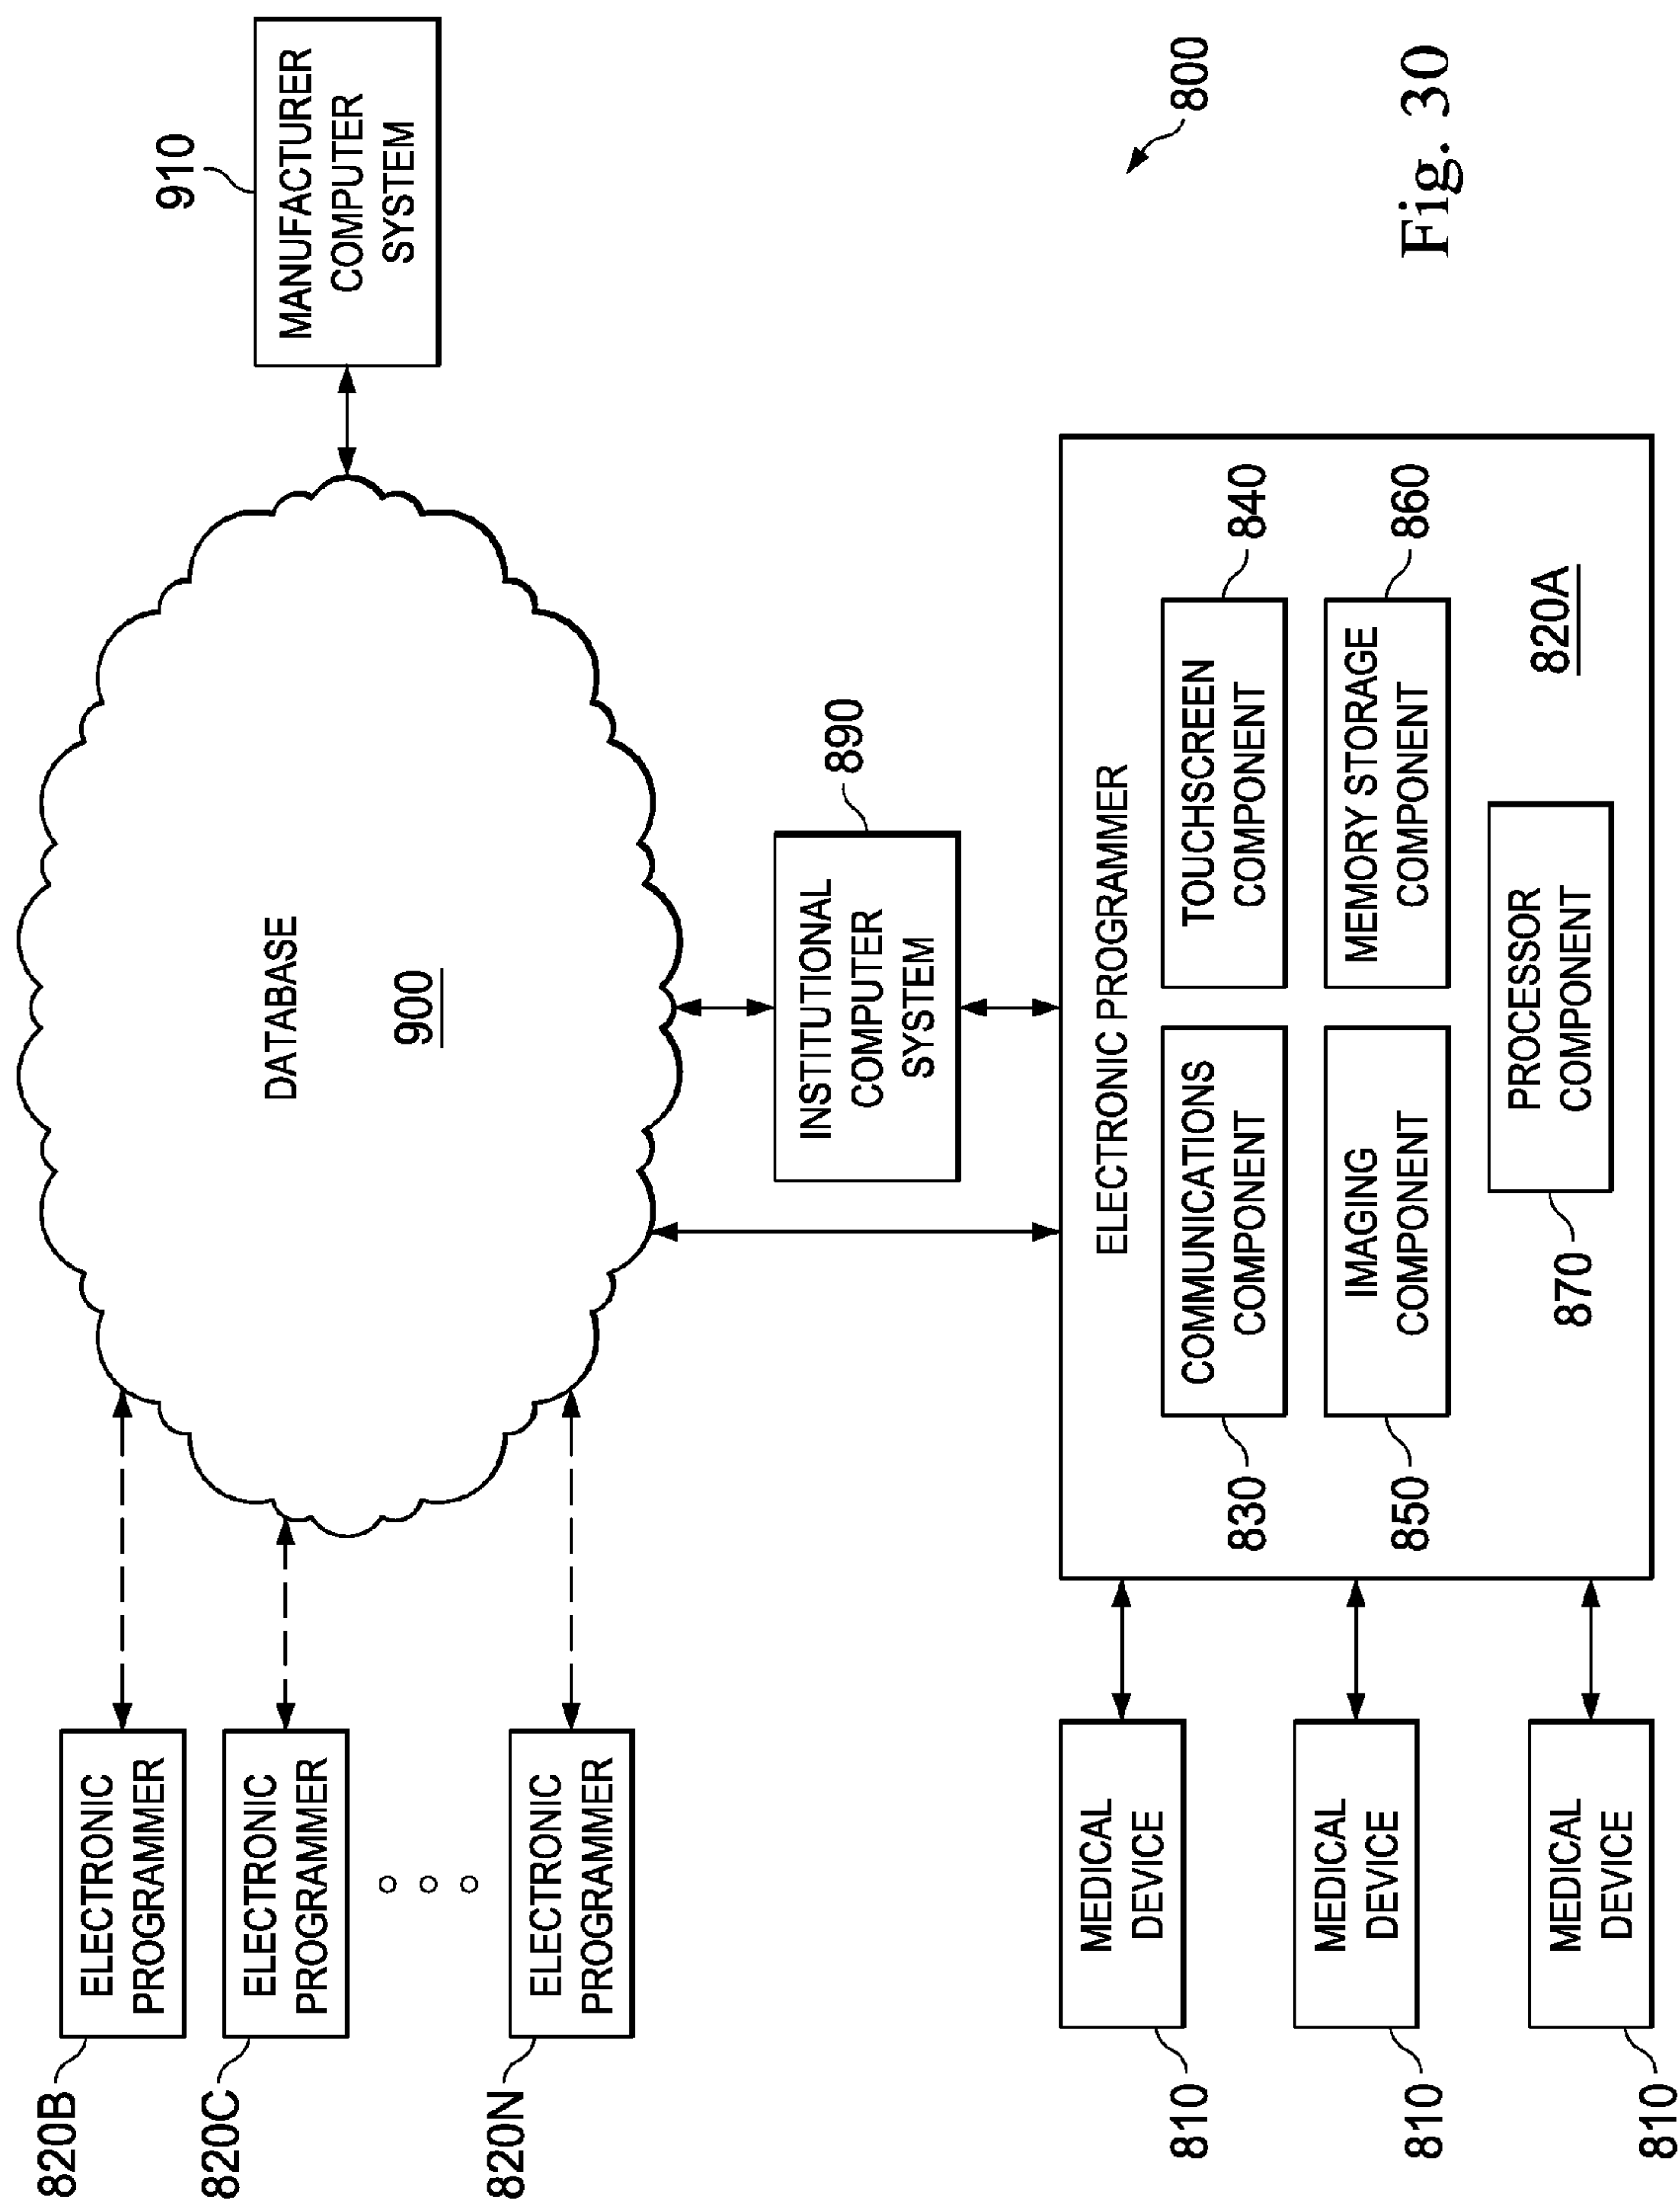 820B
ELECTRONIC
PROGRAMMER
820C
ELECTRONIC
PROGRAMMER
820N
ELECTRONIC
PROGRAMMER
DATABASE
900
910
MANUFACTURER
COMPUTER
SYSTEM
INSTITUTIONAL
COMPUTER
SYSTEM
890
810
MEDICAL
DEVICE
810
MEDICAL
DEVICE
810
MEDICAL
DEVICE
ELECTRONIC PROGRAMMER
830
COMMUNICATIONS
COMPONENT
TOUCHSCREEN
COMPONENT
840
850
IMAGING
COMPONENT
MEMORY STORAGE
COMPONENT
860
870
PROCESSOR
COMPONENT
820A
800
Fig. 30